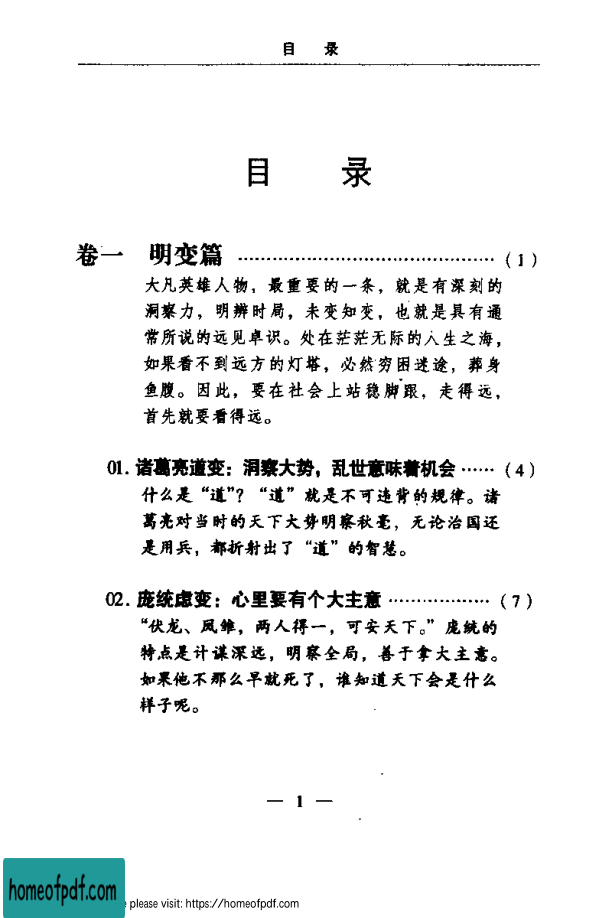 目 录
目 录
卷一 明变篇 ………………………………… (1)
大凡英雄人物，最重要的一条，就是有深刻的
洞察力，明辨时局，未变知变，也就是具有通
常所说的远见卓识。处在茫茫无际的人生之海，
如果看不到远方的灯塔，必然穷困迷途，葬身
鱼腹。因此，要在社会上站稳脚跟，走得远，
首先就要看得远。
01. 诸葛亮道变：洞察大势，乱世意味着机会 …… (4)
什么是“道”？“道”就是不可违背的规律。诸
葛亮对当时的天下大势明察秋毫，无论治国还
是用兵，都折射出了“道”的智慧。
02. 庞统虑变：心里要有个大主意 ……………… (7)
“伏龙、凤雏，两人得一，可安天下。”庞统的
特点是计谋深远，明察全局，善于拿大主意。
如果他不那么早就死了，谁知道天下会是什么
样子呢。
— 1 —
homeofpdf.com
please visit: https://homeofpdf.com